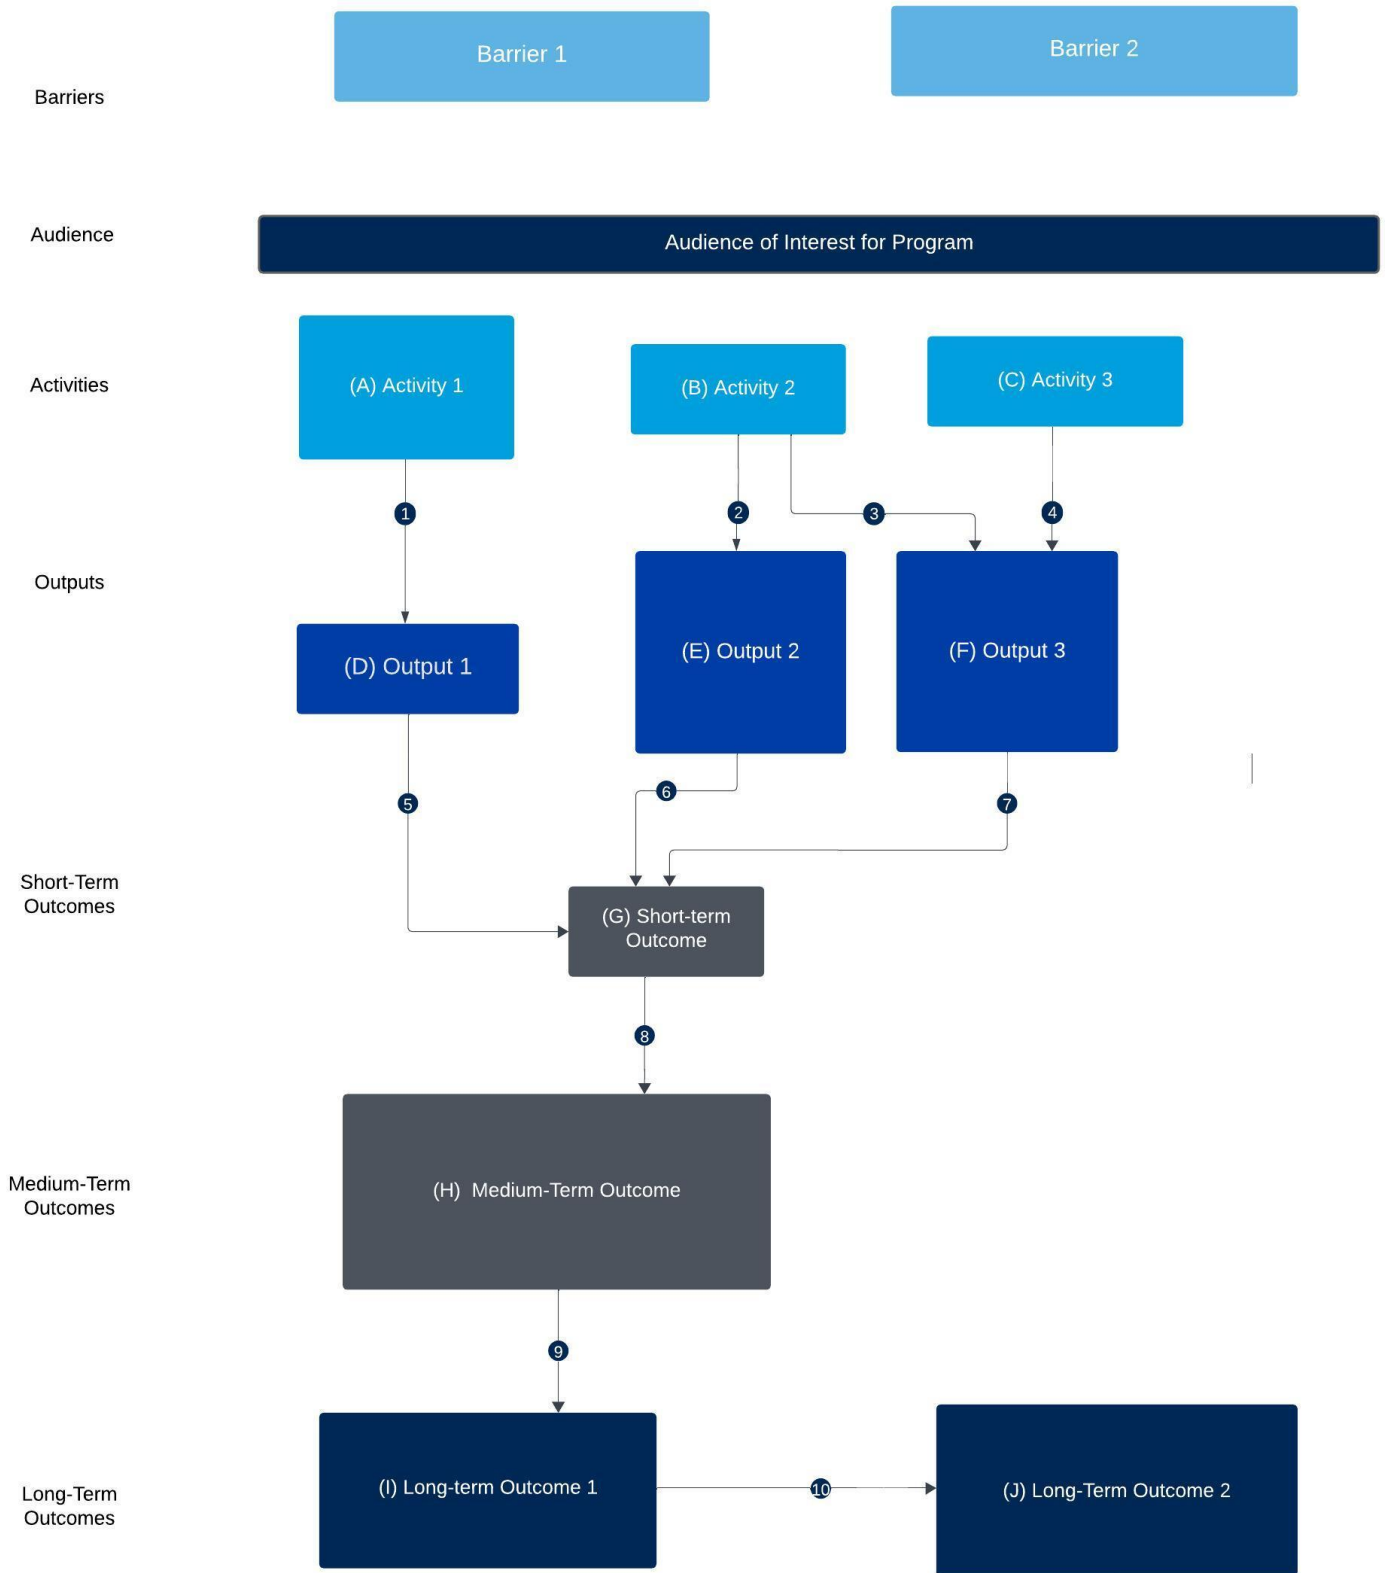 Barrier 1
Barrier 2
Barriers
Audience
Audience of Interest for Program
Activities
(A) Activity 1
(B) Activity 2
(C) Activity 3
1
2
3
4
Outputs
(D) Output 1
(E) Output 2
(F) Output 3
5
6
7
Short-Term
Outcomes
(G) Short-term
Outcome
8
Medium-Term
Outcomes
(H) Medium-Term Outcome
9
Long-Term
Outcomes
(I) Long-term Outcome 1
10
(J) Long-Term Outcome 2